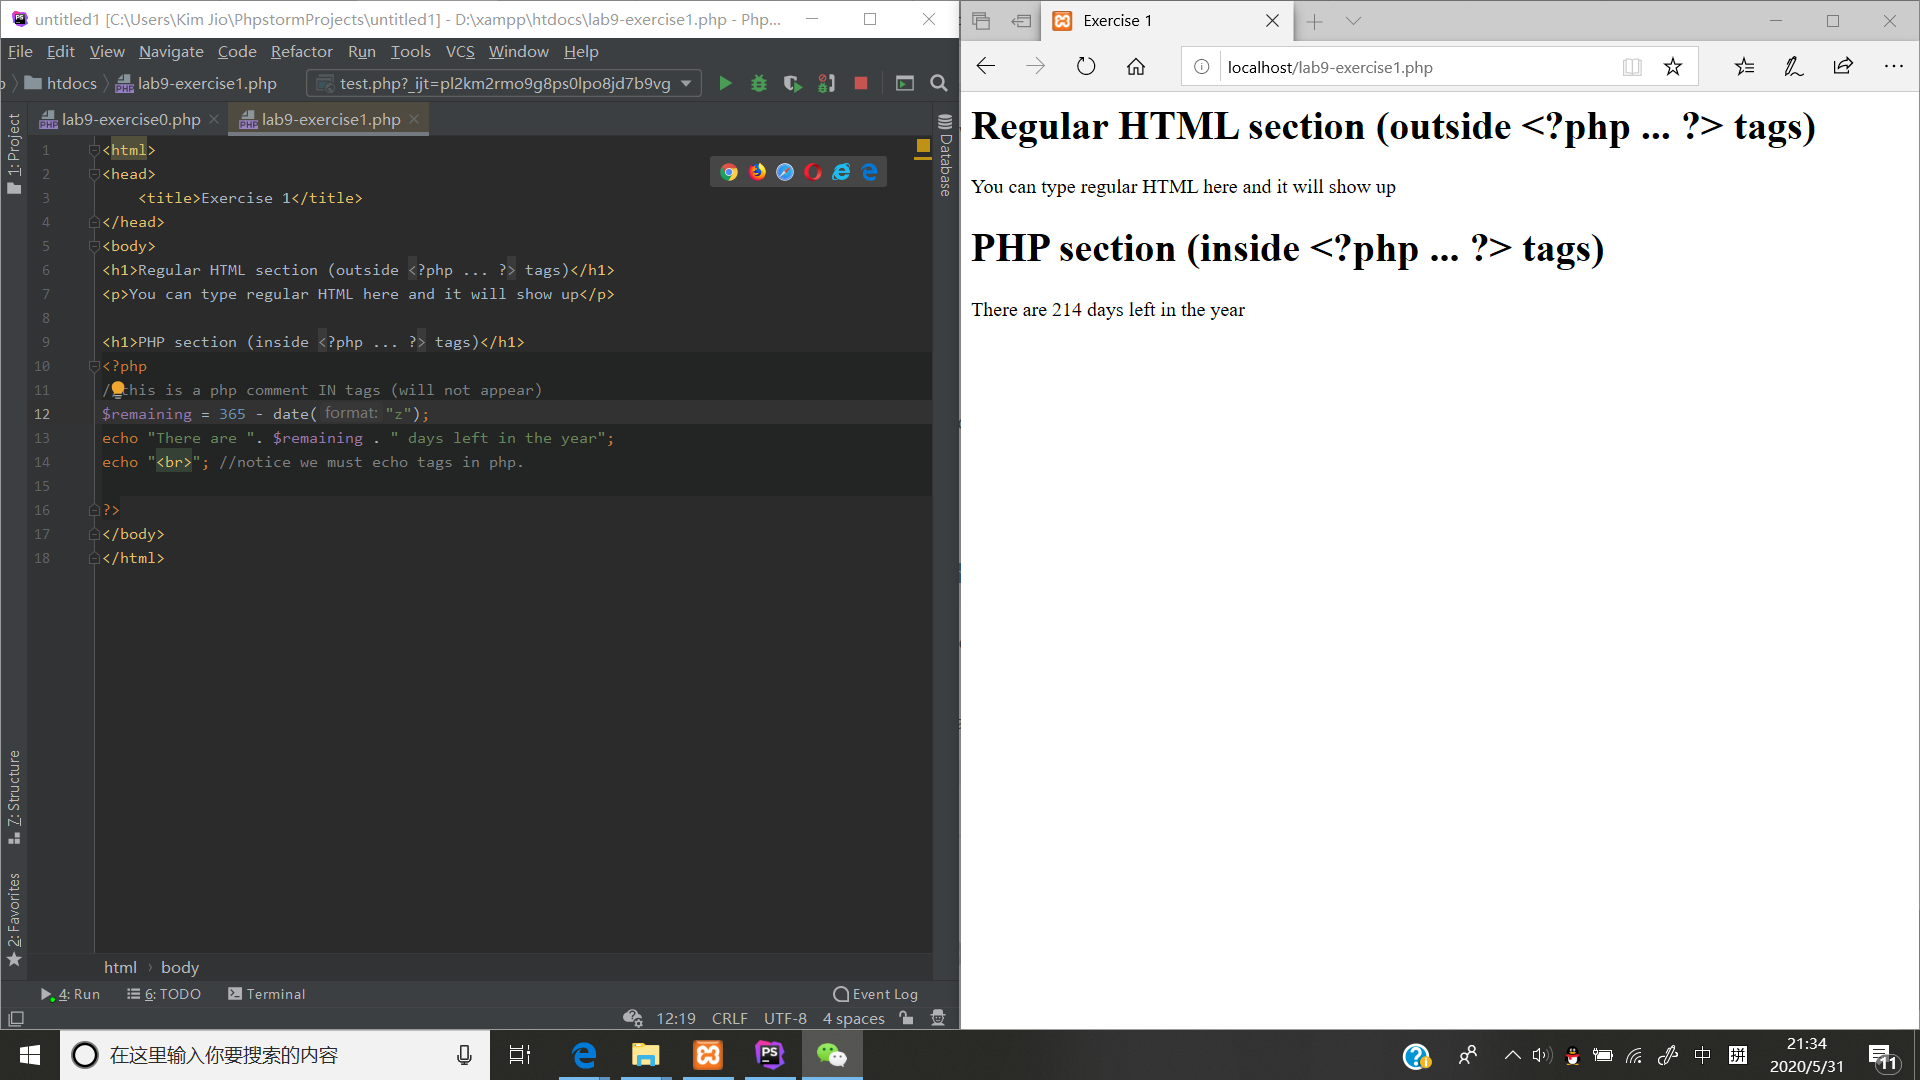 untitled1 [C:\Users\Kim Jio\PhpstormProjects\untitled1] - D:\xampp\htdocs\lab9-exercise1.php - Php...
File Edit View Navigate Code Refactor Run Tools VCS Window Help
htdocs lab9-exercise1.php test.php?_ijt=pl2km2rmo9g8ps0lpo8jd7b9vg
lab9-exercise0.php lab9-exercise1.php
1: Project
7: Structure
2: Favorites
Database
1 <html>
2 <head>
3 <title>Exercise 1</title>
4 </head>
5 <body>
6 <h1>Regular HTML section (outside <?php ... ?> tags)</h1>
7 <p>You can type regular HTML here and it will show up</p>
8
9 <h1>PHP section (inside <?php ... ?> tags)</h1>
10 <?php
11 /this is a php comment IN tags (will not appear)
12 $remaining = 365 - date( format: "z");
13 echo "There are ". $remaining . " days left in the year";
14 echo "<br>"; //notice we must echo tags in php.
15
16 ?>
17 </body>
18 </html>
html › body
4: Run 6: TODO Terminal Event Log
12:19 CRLF UTF-8 4 spaces
Exercise 1
localhost/lab9-exercise1.php
Regular HTML section (outside <?php ... ?> tags)
You can type regular HTML here and it will show up
PHP section (inside <?php ... ?> tags)
There are 214 days left in the year
在这里输入你要搜索的内容
PS
中 拼
21:34
2020/5/31
11